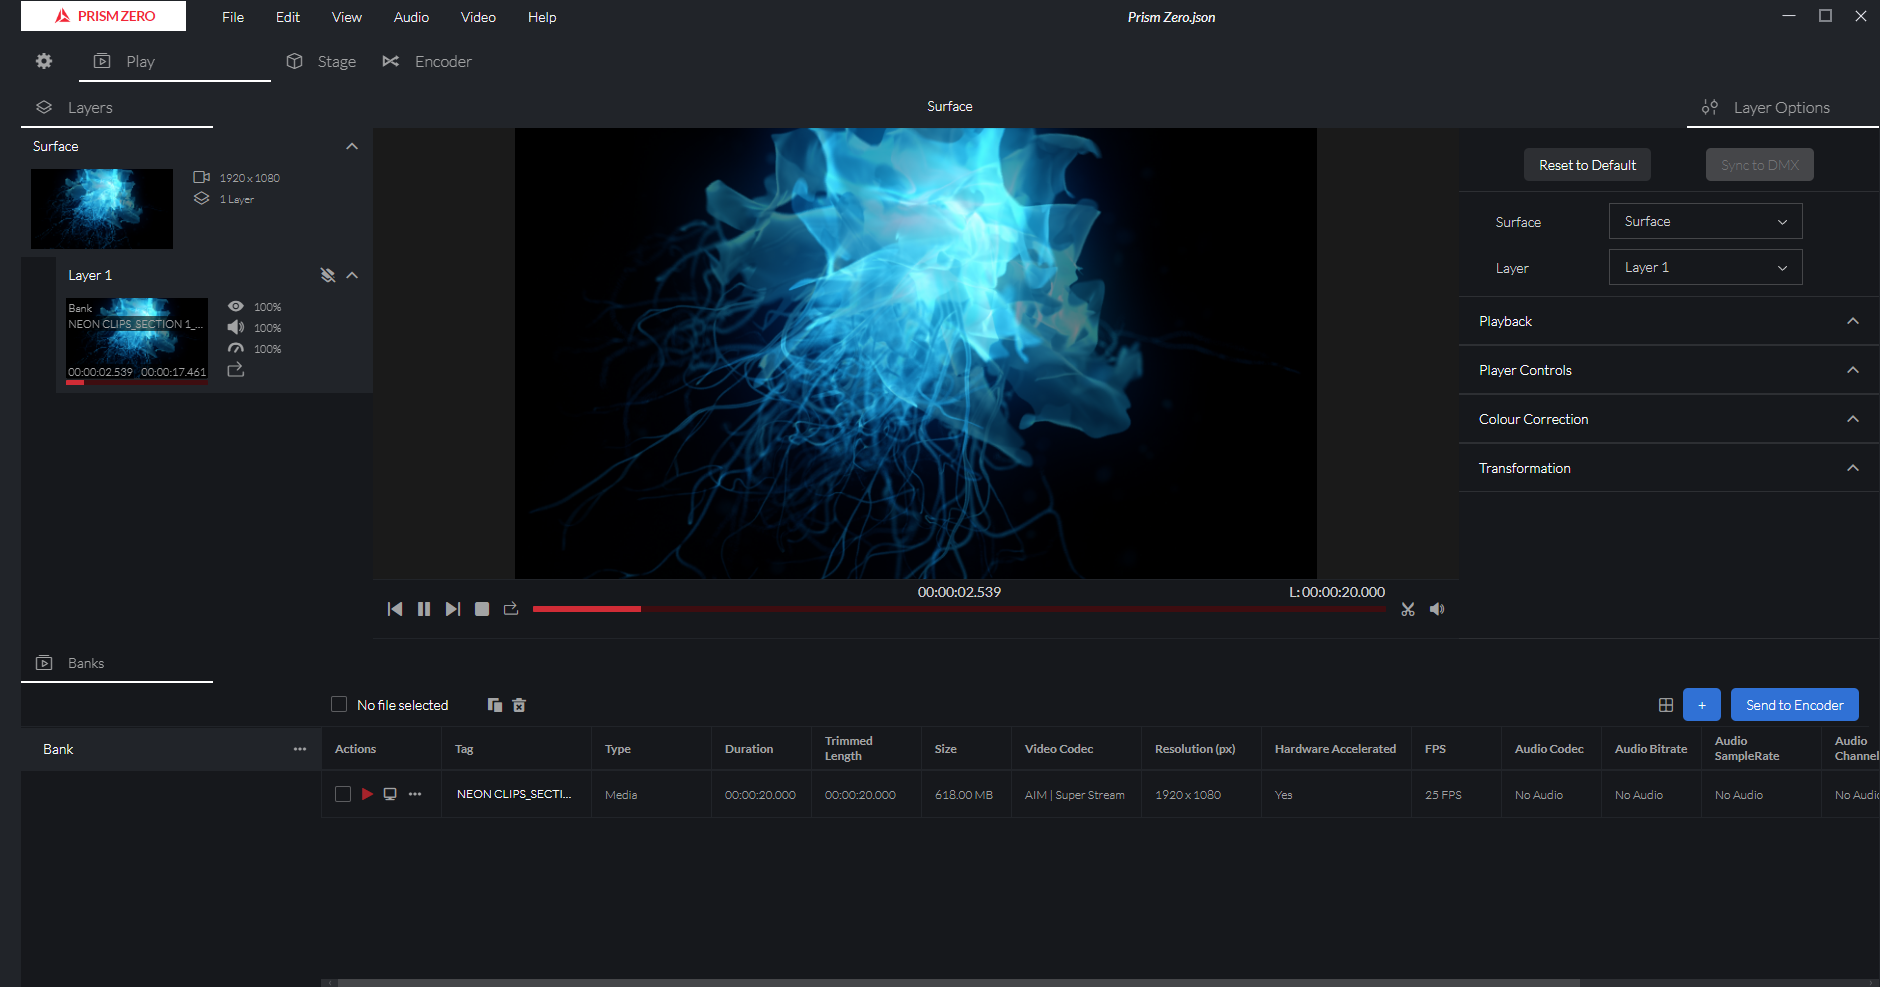 PRISM ZERO File Edit View Audio Video Help Prism Zero.json
Play Stage Encoder
Layers Surface Layer Options
Surface
1920 x 1080
1 Layer
Layer 1
Bank
NEON CLIPS_SECTION 1_...
00:00:02.539 00:00:17.461
100%
100%
100%
00:00:02.539 L: 00:00:20.000
Reset to Default Sync to DMX
Surface Surface
Layer Layer 1
Playback
Player Controls
Colour Correction
Transformation
Banks
No file selected + Send to Encoder
Bank
Actions Tag Type Duration Trimmed Length Size Video Codec Resolution (px) Hardware Accelerated FPS Audio Codec Audio Bitrate Audio SampleRate Audio Channel
NEON CLIPS_SECTI... Media 00:00:20.000 00:00:20.000 618.00 MB AIM | Super Stream 1920 x 1080 Yes 25 FPS No Audio No Audio No Audio No Audi